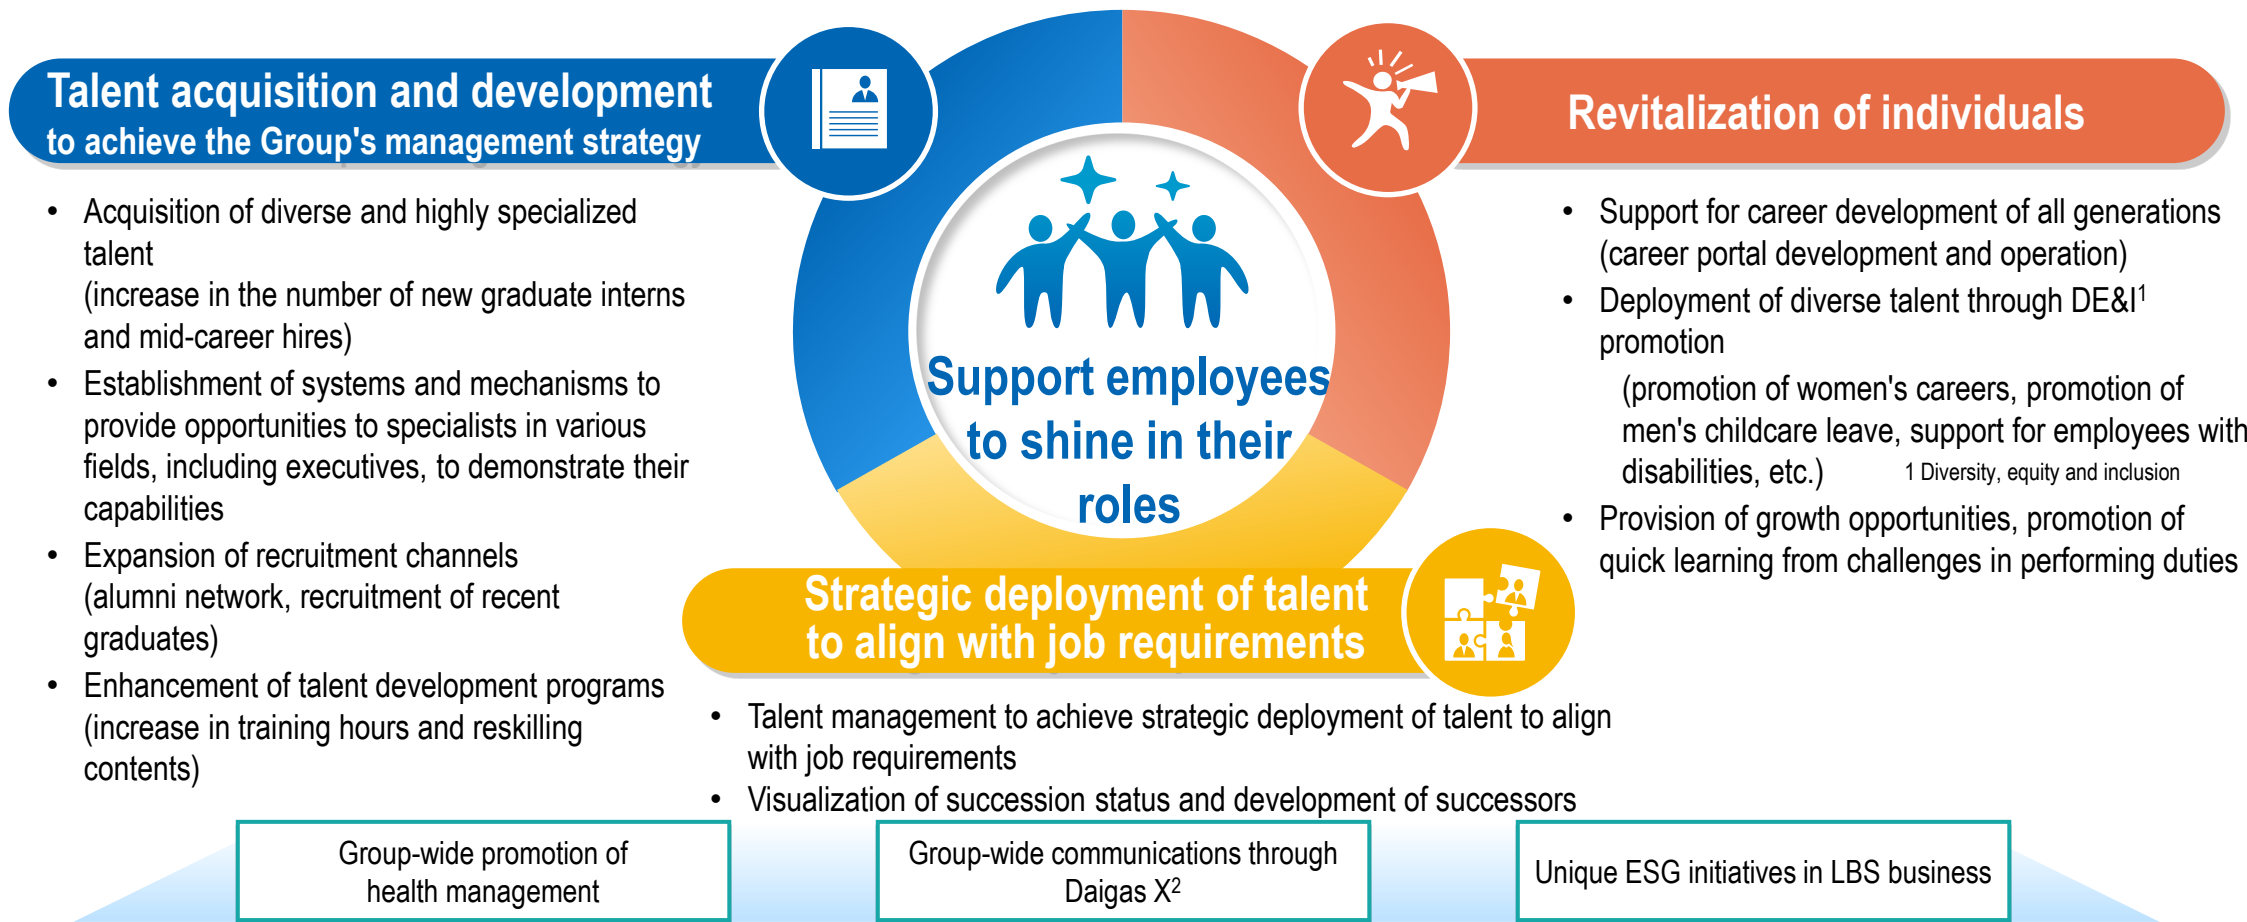 Talent acquisition and development
to achieve the Group's management strategy
• Acquisition of diverse and highly specialized
talent
(increase in the number of new graduate interns
and mid-career hires)
• Establishment of systems and mechanisms to
provide opportunities to specialists in various
fields, including executives, to demonstrate their
capabilities
• Expansion of recruitment channels
(alumni network, recruitment of recent
graduates)
• Enhancement of talent development programs
(increase in training hours and reskilling
contents)
Support employees
to shine in their
roles
Revitalization of individuals
• Support for career development of all generations
(career portal development and operation)
• Deployment of diverse talent through DE&I¹
promotion
(promotion of women's careers, promotion of
men's childcare leave, support for employees with
disabilities, etc.) 1 Diversity, equity and inclusion
• Provision of growth opportunities, promotion of
quick learning from challenges in performing duties
Strategic deployment of talent
to align with job requirements
• Talent management to achieve strategic deployment of talent to align
with job requirements
• Visualization of succession status and development of successors
Group-wide promotion of
health management
Group-wide communications through
Daigas X²
Unique ESG initiatives in LBS business